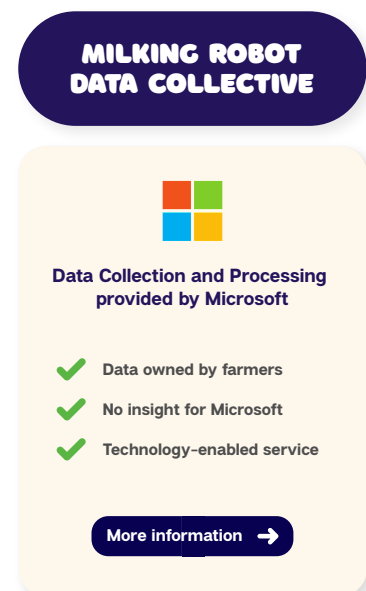 MILKING ROBOT
DATA COLLECTIVE
Data Collection and Processing
provided by Microsoft
Data owned by farmers
No insight for Microsoft
Technology-enabled service
More information